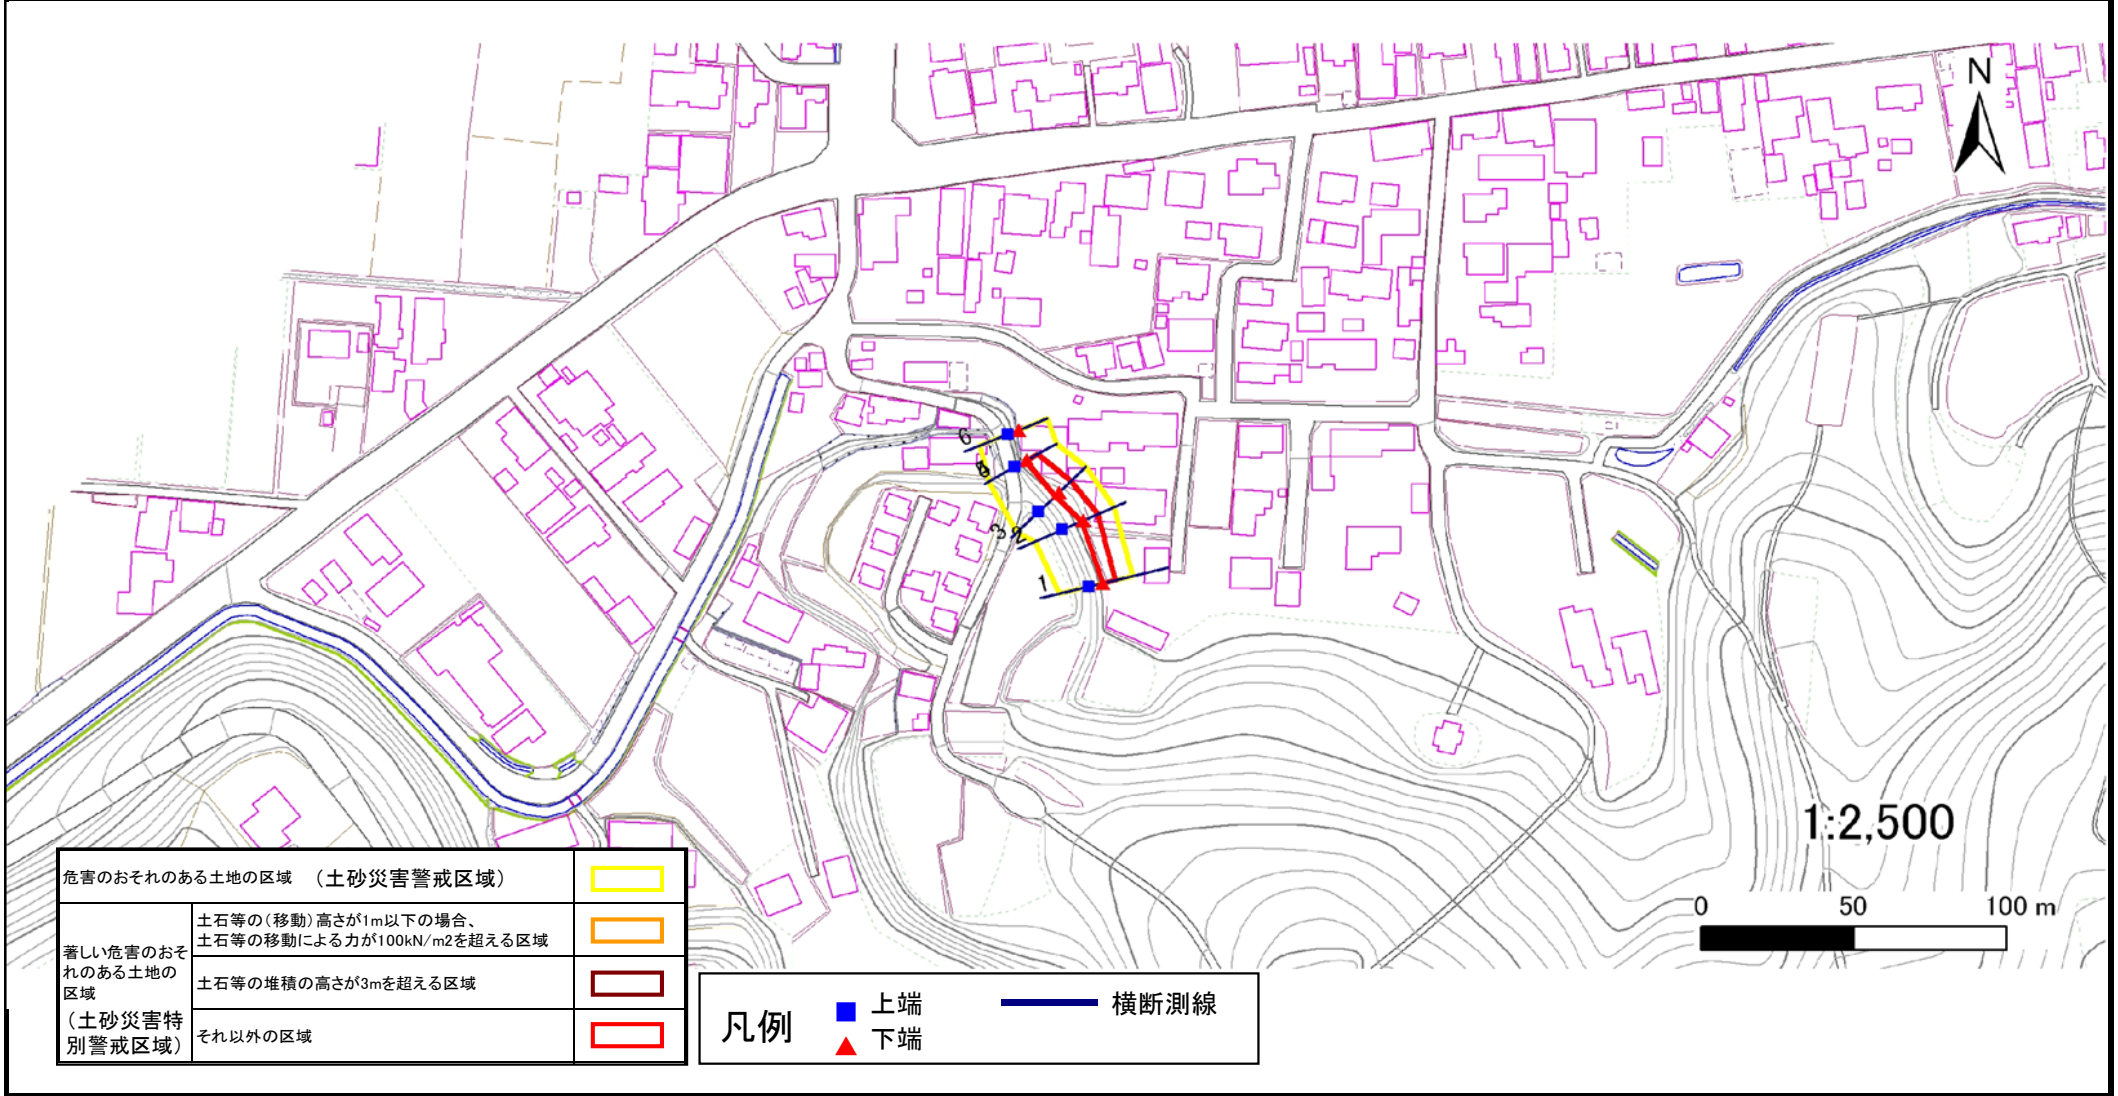 N
6
3
2
1
1:2,500
0 50 100 m
危害のおそれのある土地の区域 (土砂災害警戒区域)
著しい危害のおそ
れのある土地の
区域
(土砂災害特
別警戒区域)
土石等の(移動)高さが1m以下の場合、
土石等の移動による力が100kN/m2を超える区域
土石等の堆積の高さが3mを超える区域
それ以外の区域
凡例
上端
下端
横断測線